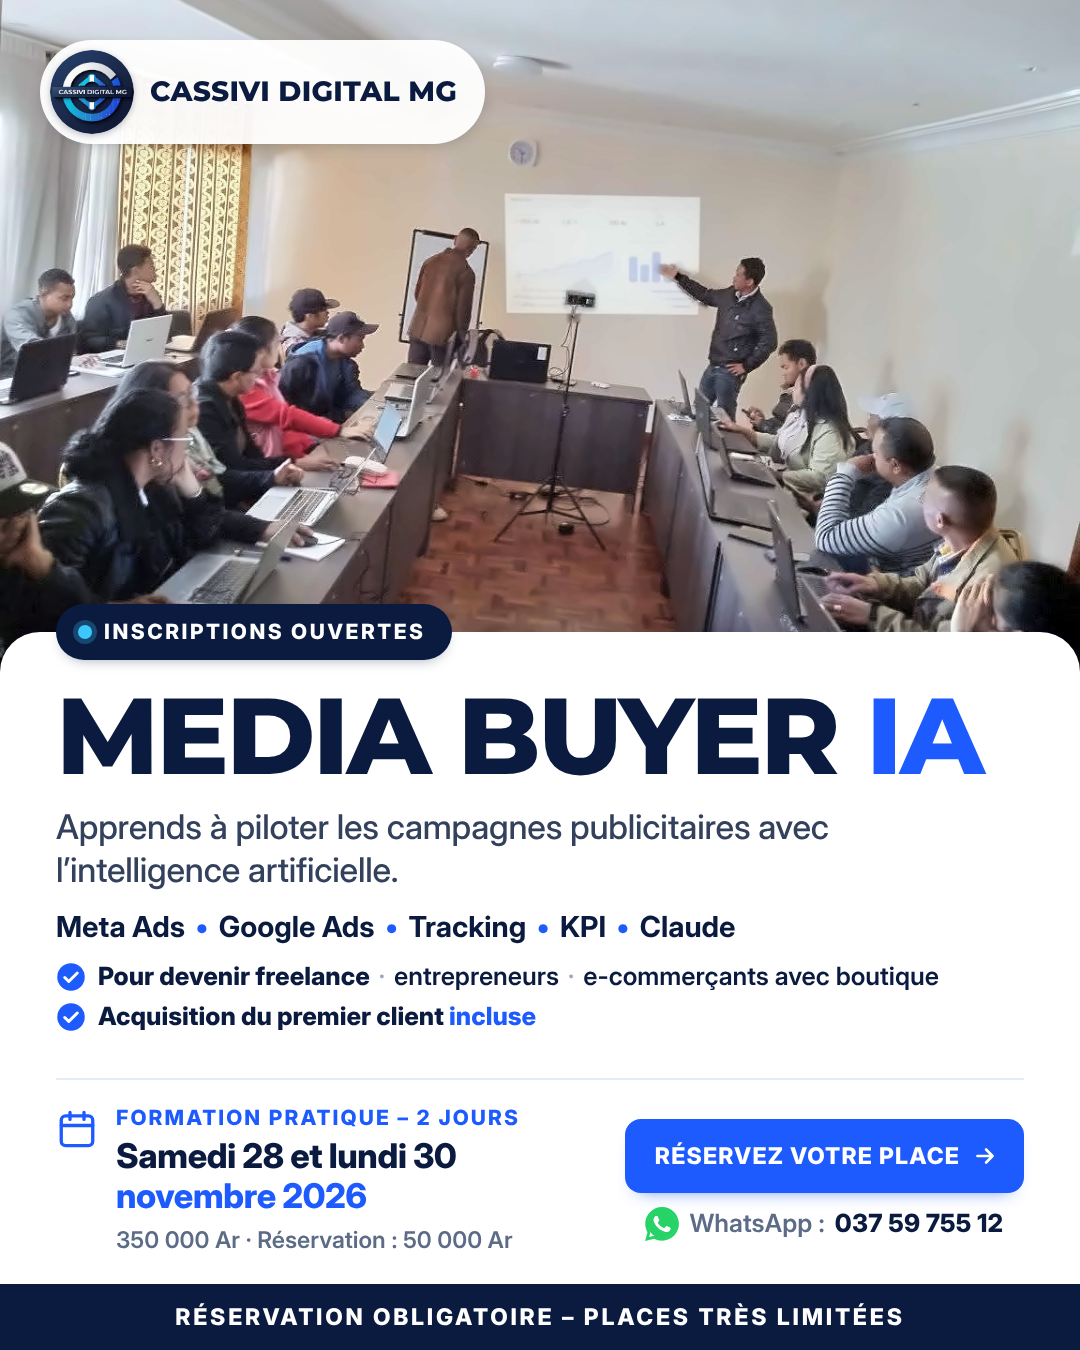 CASSIVI DIGITAL MG
CASSIVI DIGITAL MG
INSCRIPTIONS OUVERTES
MEDIA BUYER IA
Apprends à piloter les campagnes publicitaires avec
l’intelligence artificielle.
Meta Ads • Google Ads • Tracking • KPI • Claude
Pour devenir freelance · entrepreneurs · e-commerçants avec boutique
Acquisition du premier client incluse
FORMATION PRATIQUE – 2 JOURS
Samedi 28 et lundi 30
novembre 2026
350 000 Ar · Réservation : 50 000 Ar
RÉSERVEZ VOTRE PLACE →
WhatsApp : 037 59 755 12
RÉSERVATION OBLIGATOIRE – PLACES TRÈS LIMITÉES